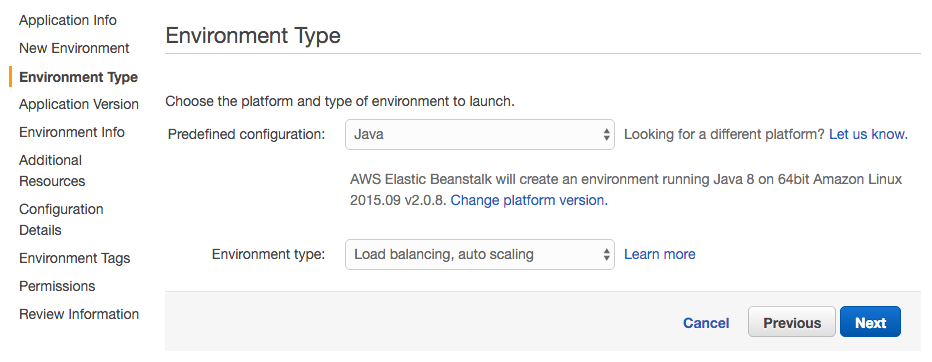 Application Info
New Environment
Environment Type
Application Version
Environment Info
Additional
Resources
Configuration
Details
Environment Tags
Permissions
Review Information
Environment Type
Choose the platform and type of environment to launch.
Predefined configuration: Java Looking for a different platform? Let us know.
AWS Elastic Beanstalk will create an environment running Java 8 on 64bit Amazon Linux
2015.09 v2.0.8. Change platform version.
Environment type: Load balancing, auto scaling Learn more
Cancel Previous Next